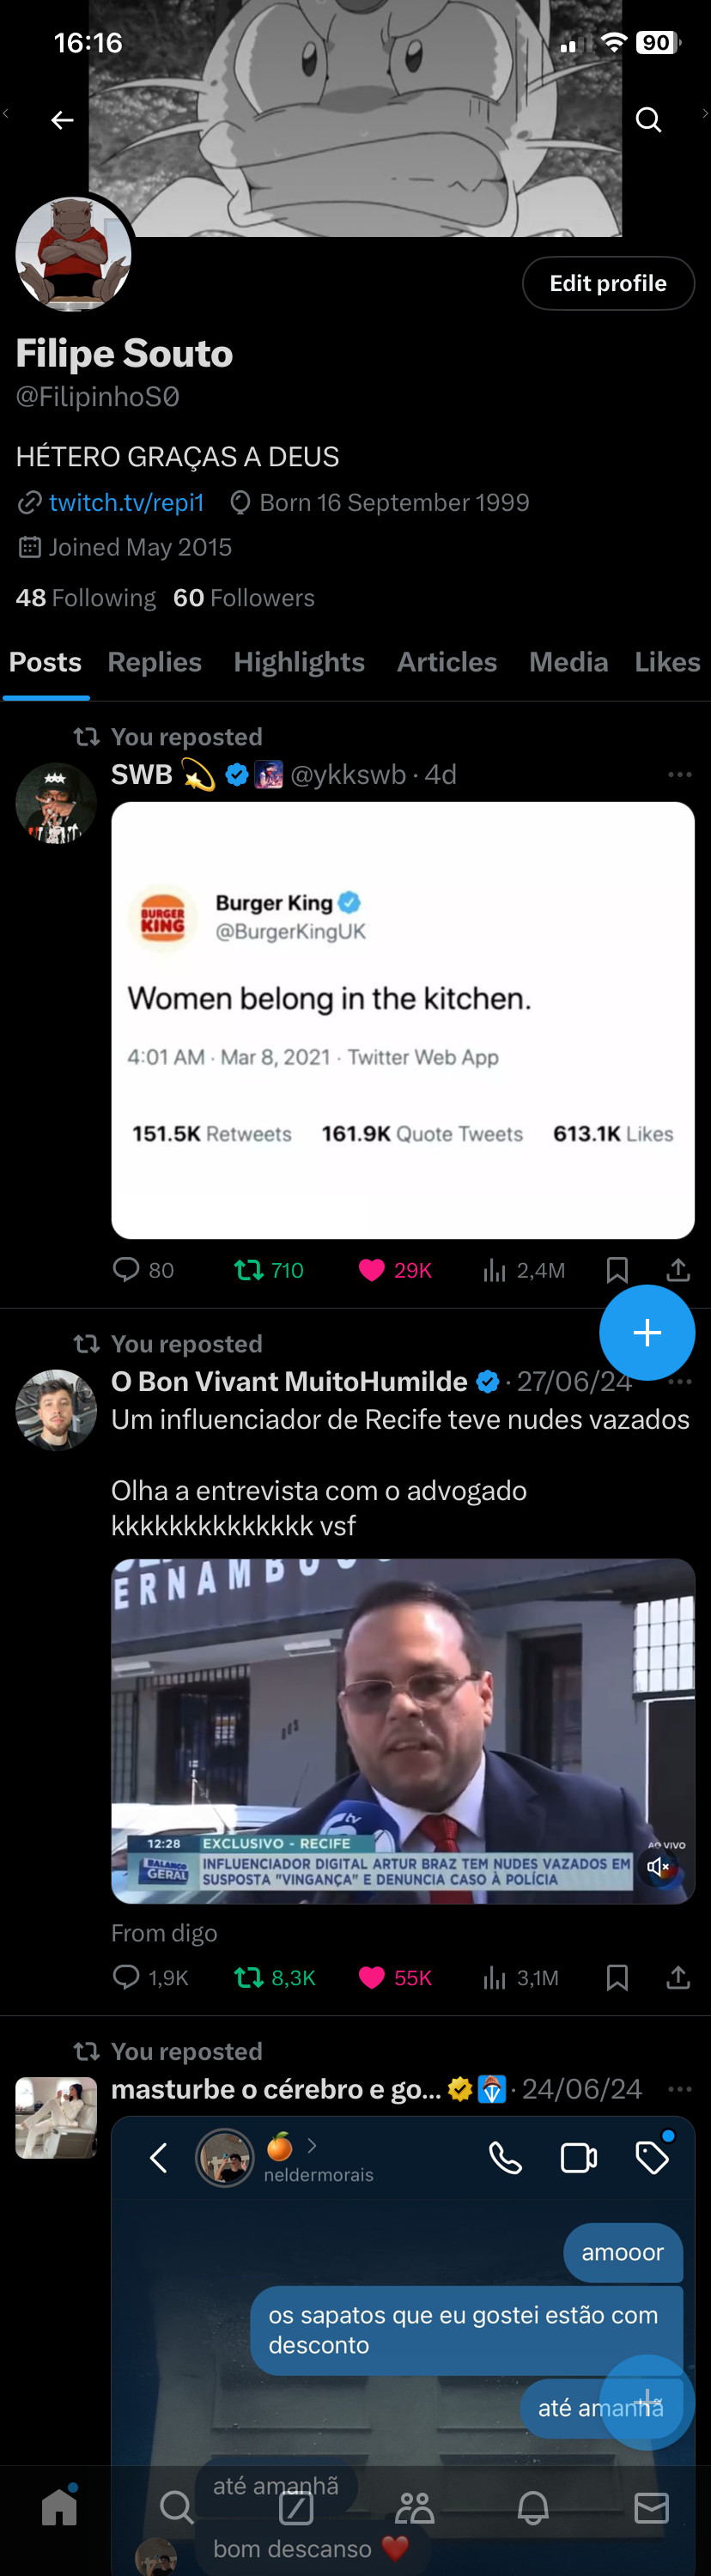 16:16
90
Edit profile
Filipe Souto
@FilipinhoS0
HÉTERO GRAÇAS A DEUS
twitch.tv/repi1 Born 16 September 1999
Joined May 2015
48 Following 60 Followers
Posts Replies Highlights Articles Media Likes
You reposted
SWB @ykkswb · 4d
BURGER
KING
Burger King
@BurgerKingUK
Women belong in the kitchen.
4:01 AM · Mar 8, 2021 · Twitter Web App
151.5K Retweets 161.9K Quote Tweets 613.1K Likes
80 710 29K 2,4M
You reposted
O Bon Vivant MuitoHumilde · 27/06/24
Um influenciador de Recife teve nudes vazados
Olha a entrevista com o advogado
kkkkkkkkkkkkkk vsf
ERNAMBUCO
tv
12:28 EXCLUSIVO - RECIFE
AO VIVO
BALANÇO
GERAL
INFLUENCIADOR DIGITAL ARTUR BRAZ TEM NUDES VAZADOS EM
SUPOSTA "VINGANÇA" E DENUNCIA CASO À POLÍCIA
From digo
1,9K 8,3K 55K 3,1M
You reposted
masturbe o cérebro e go... · 24/06/24
neldermorais
amooor
os sapatos que eu gostei estão com
desconto
até amanhã
até amanhã
bom descanso ❤️